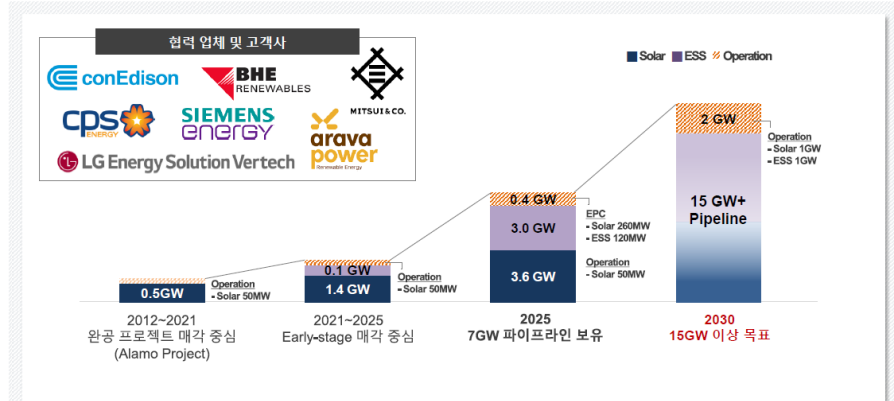 협력 업체 및 고객사
conEdison
BHE
RENEWABLES
MITSUI & CO.
cps
ENERGY
SIEMENS
energy
arava
power
Renewable Energy
LG Energy Solution Vertech
Solar ESS Operation
0.5GW
Operation
- Solar 50MW
2012~2021
완공 프로젝트 매각 중심
(Alamo Project)
0.1 GW
1.4 GW
Operation
- Solar 50MW
2021~2025
Early-stage 매각 중심
0.4 GW
3.0 GW
3.6 GW
EPC
- Solar 260MW
- ESS 120MW
Operation
- Solar 50MW
2025
7GW 파이프라인 보유
2 GW
15 GW+
Pipeline
Operation
- Solar 1GW
- ESS 1GW
2030
15GW 이상 목표